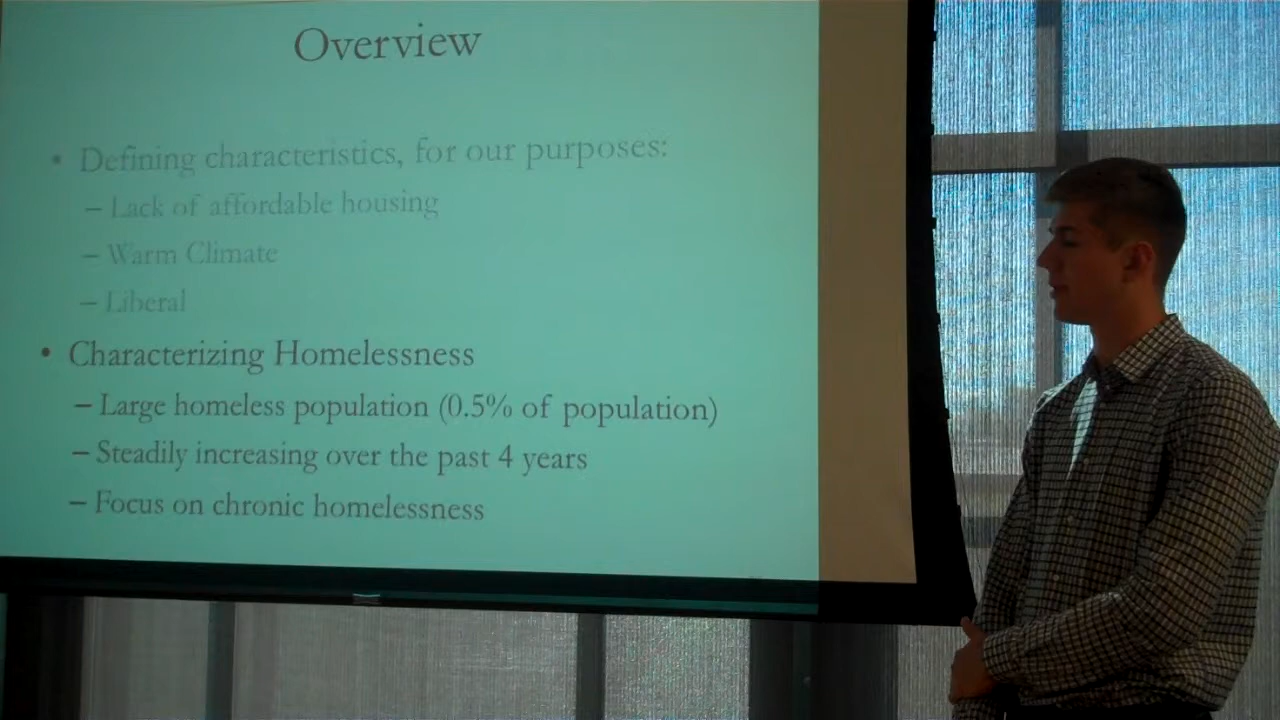 Overview
• Defining characteristics, for our purposes:
– Lack of affordable housing
– Warm Climate
– Liberal
• Characterizing Homelessness
– Large homeless population (0.5% of population)
– Steadily increasing over the past 4 years
– Focus on chronic homelessness